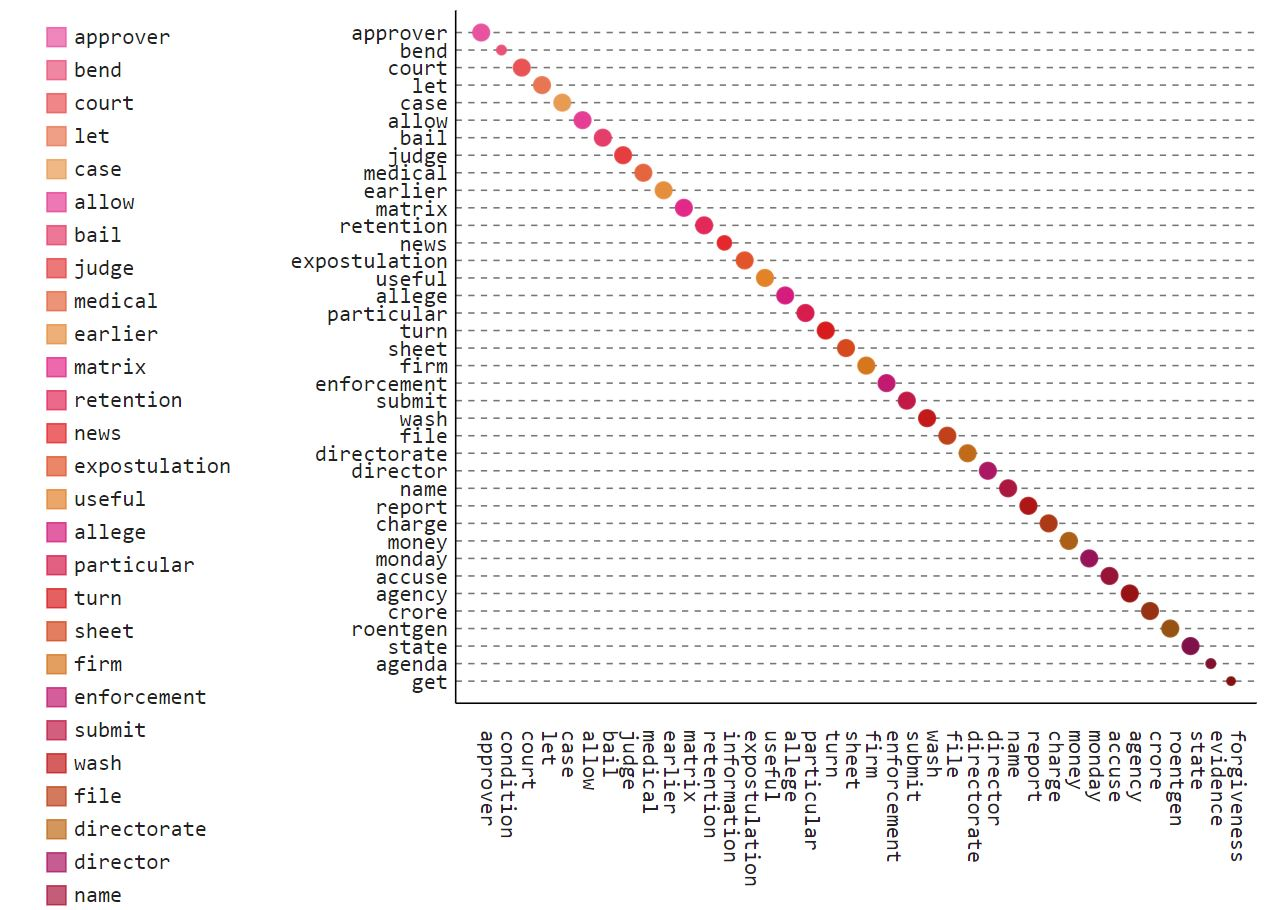 approver
bend
court
let
case
allow
bail
judge
medical
earlier
matrix
retention
news
expostulation
useful
allege
particular
turn
sheet
firm
enforcement
submit
wash
file
directorate
director
name
approver
bend
court
let
case
allow
bail
judge
medical
earlier
matrix
retention
news
expostulation
useful
allege
particular
turn
sheet
firm
enforcement
submit
wash
file
directorate
director
name
report
charge
money
monday
accuse
agency
crore
roentgen
state
agenda
get
approver
condition
court
let
case
allow
bail
judge
medical
earlier
matrix
retention
information
expostulation
useful
allege
particular
turn
sheet
firm
enforcement
submit
wash
file
directorate
director
name
report
charge
money
monday
accuse
agency
crore
roentgen
state
evidence
forgiveness